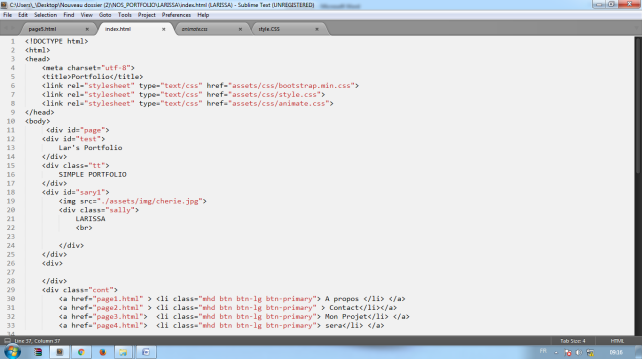 C:\Users\_\Desktop\Nouveau dossier (2)\NOS_PORTFOLIO\LARISSA\index.html (LARISSA) - Sublime Text (UNREGISTERED)
File Edit Selection Find View Goto Tools Project Preferences Help
page5.html × index.html × animate.css × style.CSS ×
1 <!DOCTYPE html>
2 <html>
3 <head>
4 <meta charset="utf-8">
5 <title>Portfolio</title>
6 <link rel="stylesheet" type="text/css" href="assets/css/bootstrap.min.css">
7 <link rel="stylesheet" type="text/css" href="assets/css/style.css">
8 <link rel="stylesheet" type="text/css" href="assets/css/animate.css">
9 </head>
10 <body>
11 <div id="page">
12 <div id="test">
13 Lar's Portfolio
14 </div>
15 <div class="tt">
16 SIMPLE PORTFOLIO
17 </div>
18 <div id="sary1">
19 <img src="./assets/img/cherie.jpg">
20 <div class="sally">
21 LARISSA
22 <br>
23
24 </div>
25 </div>
26 <div>
27
28 </div>
29 <div class="cont">
30 <a href="page1.html" > <li class="mhd btn btn-lg btn-primary"> A propos </li> </a>
31 <a href="page2.html" > <li class="mhd btn btn-lg btn-primary" > Contact</li></a>
32 <a href="page3.html"> <li class="mhd btn btn-lg btn-primary"> Mon Projet</li> </a>
33 <a href="page4.html"> <li class="mhd btn btn-lg btn-primary"> sera</li> </a>
Line 37, Column 37 Tab Size: 4 HTML
FR